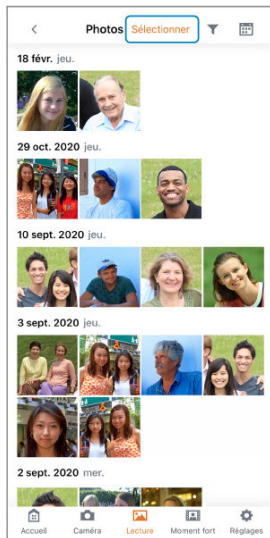 Photos Sélectionner
18 févr. jeu.
29 oct. 2020 jeu.
10 sept. 2020 jeu.
3 sept. 2020 jeu.
2 sept. 2020 mer.
Accueil Caméra Lecture Moment fort Réglages